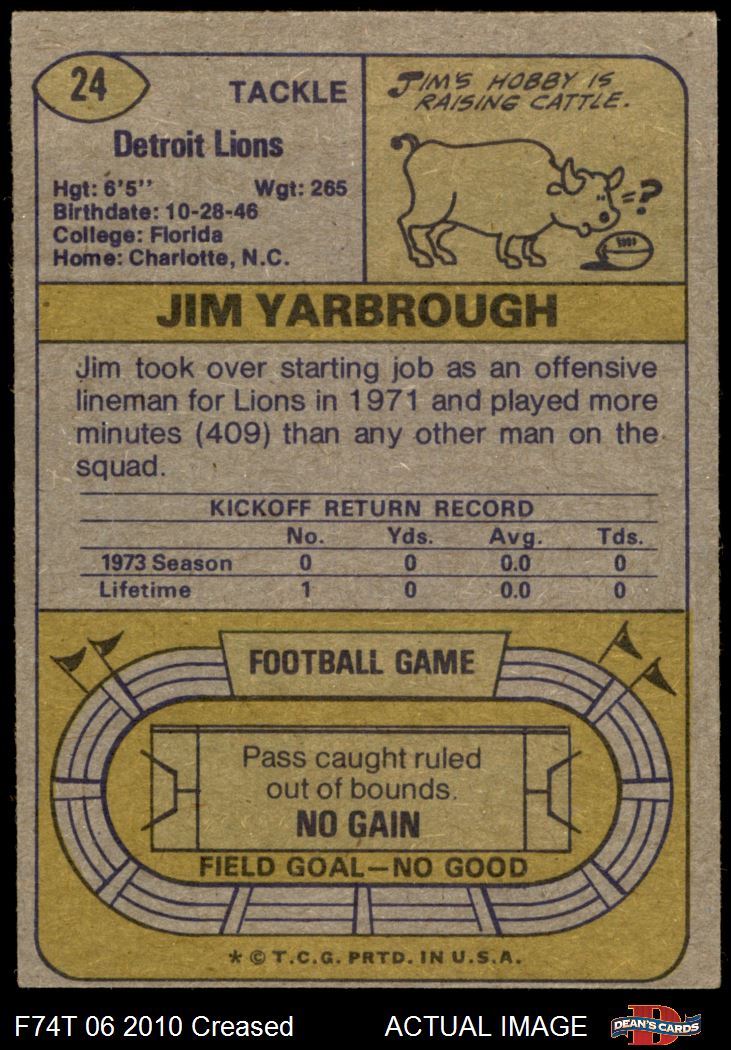 24
TACKLE
Detroit Lions
Hgt: 6'5" Wgt: 265
Birthdate: 10-28-46
College: Florida
Home: Charlotte, N.C.
JIM'S HOBBY IS
RAISING CATTLE.
=?
JIM YARBROUGH
Jim took over starting job as an offensive
lineman for Lions in 1971 and played more
minutes (409) than any other man on the
squad.
KICKOFF RETURN RECORD
No. Yds. Avg. Tds.
1973 Season 0 0 0.0 0
Lifetime 1 0 0.0 0
FOOTBALL GAME
Pass caught ruled
out of bounds.
NO GAIN
FIELD GOAL—NO GOOD
* © T.C.G. PRTD. IN U.S.A.
F74T 06 2010 Creased ACTUAL IMAGE
D
DEAN'S CARDS